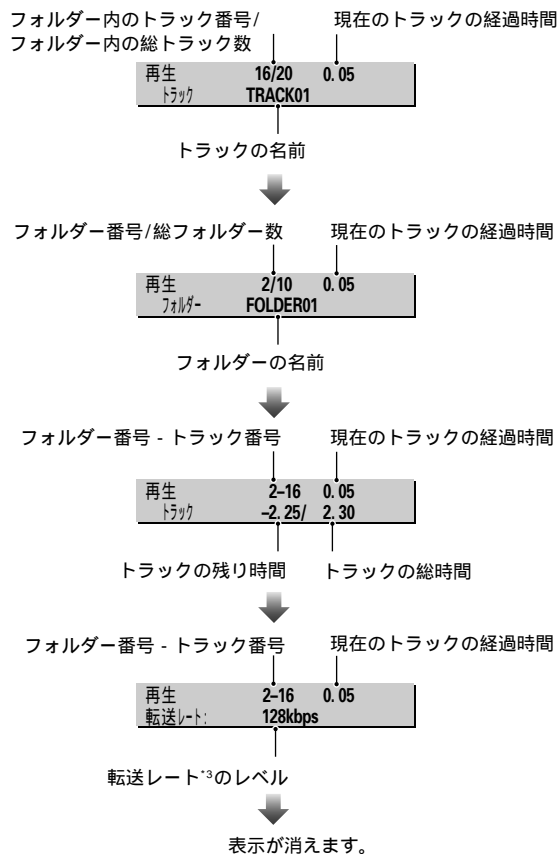 フォルダー内のトラック番号/ 現在のトラックの経過時間
フォルダー内の総トラック数
再生 16/20 0.05
トラック TRACK01
トラックの名前
フォルダー番号/総フォルダー数 現在のトラックの経過時間
再生 2/10 0.05
フォルダー FOLDER01
フォルダーの名前
フォルダー番号 - トラック番号 現在のトラックの経過時間
再生 2–16 0.05
トラック –2.25/ 2.30
トラックの残り時間 トラックの総時間
フォルダー番号 - トラック番号 現在のトラックの経過時間
再生 2–16 0.05
転送レート: 128kbps
転送レート*3のレベル
表示が消えます。